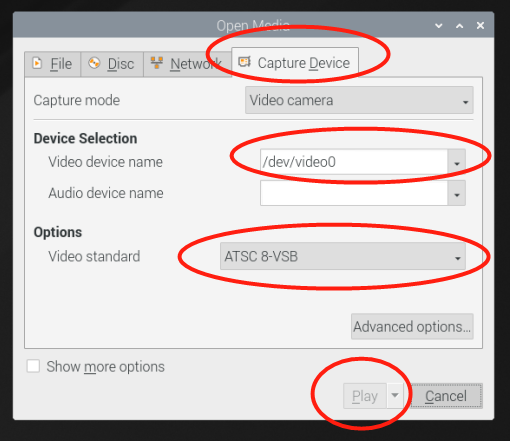 Open Media
File Disc Network Capture Device
Capture mode Video camera
Device Selection
Video device name /dev/video0
Audio device name
Options
Video standard ATSC 8-VSB
Advanced options...
Show more options
Play Cancel